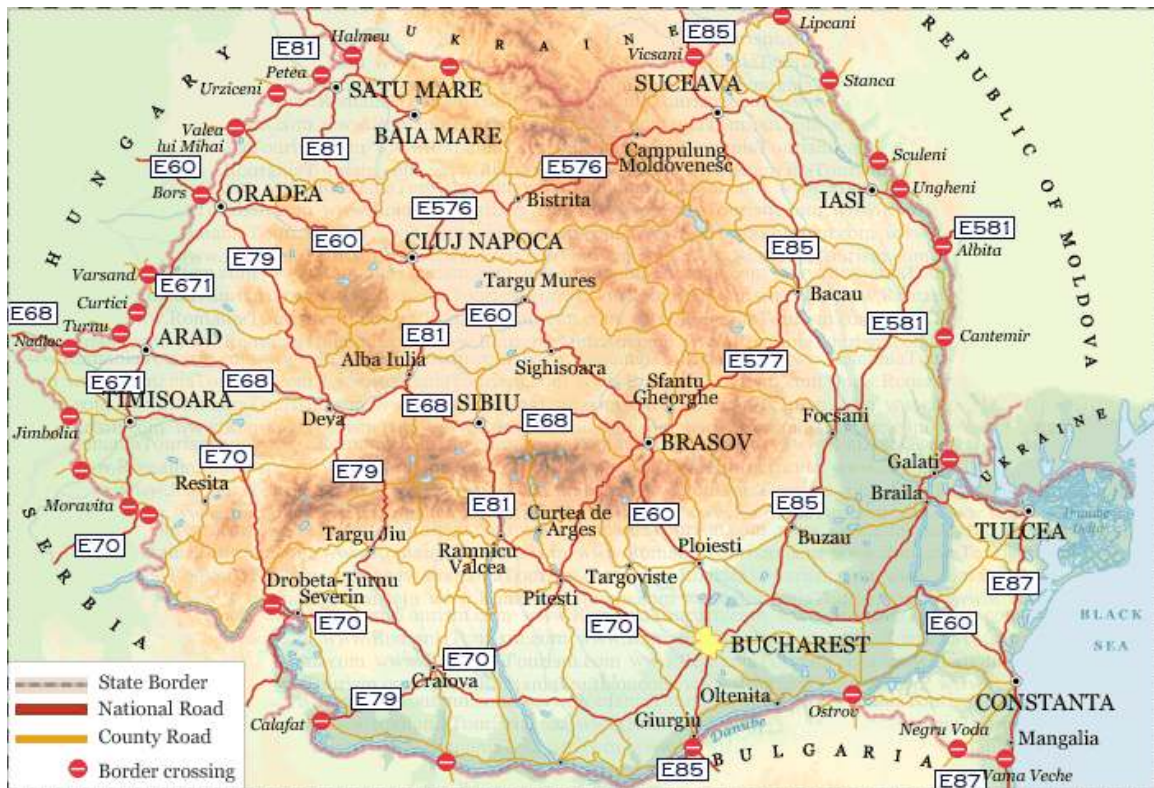 E81
Halmeu
U K R A I N E
E85
Lipcani
Petea
Urziceni
Vicsani
Stanca
REPUBLIC OF MOLDOVA
HUNGARY
SATU MARE
SUCEAVA
Valea
lui Mihai
BAIA MARE
E81
Campulung
Moldovenesc
E60
E576
Sculeni
Bors
ORADEA
Bistrita
IASI
Ungheni
E576
E60
CLUJ NAPOCA
E581
Albita
E79
E85
Varsand
Targu Mures
E671
Bacau
Curtici
E68
Turnu
E60
E581
Nadlac
ARAD
E81
Cantemir
Alba Iulia
Sighisoara
E577
E671
E68
Sfantu
Gheorghe
TIMISOARA
Deva
E68
SIBIU
E68
Focsani
Jimbolia
BRASOV
UKRAINE
E70
E79
Galati
Resita
Braila
Moravita
E81
Curtea de
Arges
E60
E85
TULCEA
Danube
Delta
SERBIA
E70
Targu Jiu
Ramnicu
Valcea
Ploiesti
Buzau
Drobeta-Turnu
Severin
Targoviste
E87
Pitesti
E70
E70
BUCHAREST
E60
BLACK
SEA
E70
Craiova
State Border
National Road
County Road
Border crossing
E79
Calafat
Oltenita
Giurgiu
Ostrov
CONSTANTA
Danube
Negru Voda
Mangalia
BULGARIA
E85
E87
Vama Veche